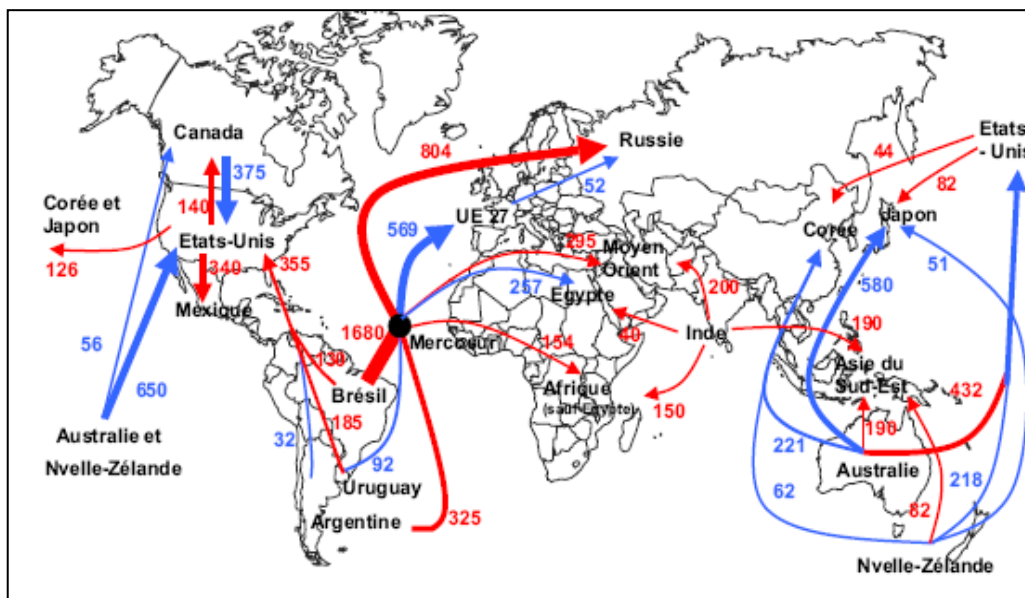 Canada
804
Russie
Etats
- Unis
44
375
52
82
Corée et
Japon
140
UE 27
569
Japon
Corée
Etats-Unis
295
Moyen
Orient
51
126
340
355
257
Egypte
200
580
Mexique
1680
Mercosur
Inde
190
56
130
154
40
Asie du
Sud-Est
650
Brésil
Afrique
(sauf Egypte)
150
432
185
190
Australie et
Nvelle-Zélande
32
92
221
Australie
218
Uruguay
62
Argentine
325
82
Nvelle-Zélande